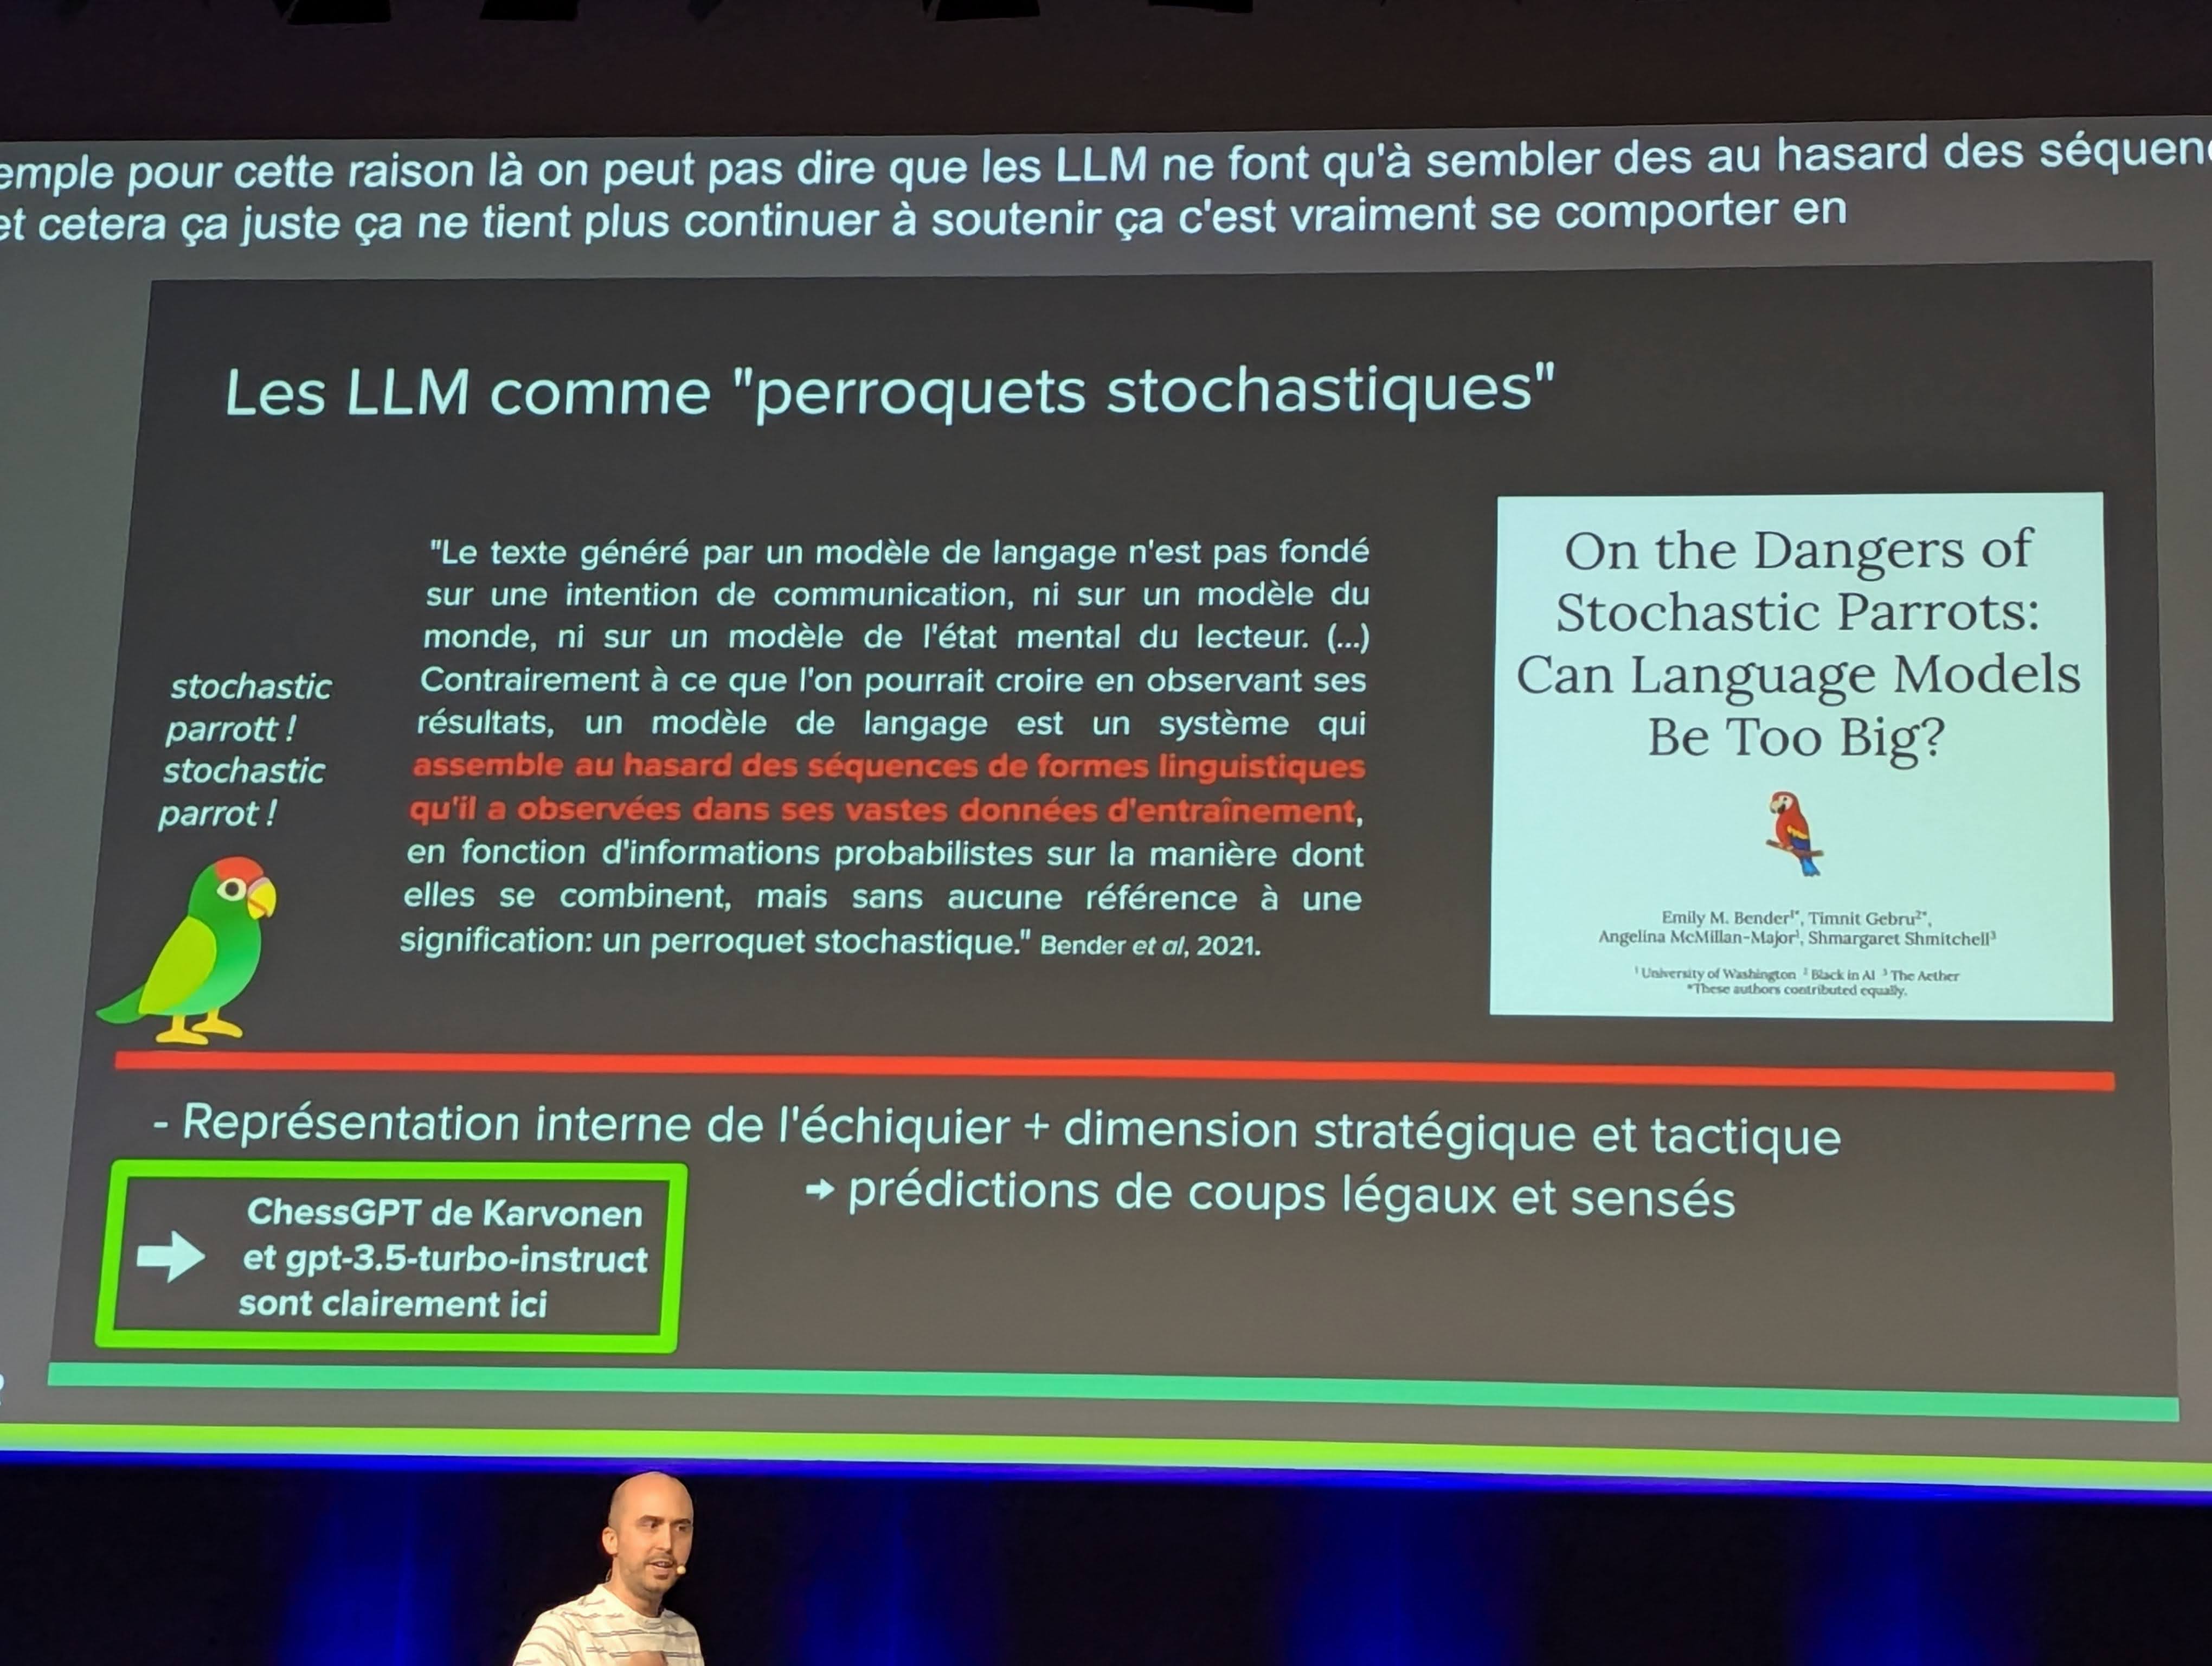 emple pour cette raison là on peut pas dire que les LLM ne font qu'à sembler des au hasard des séquen
et cetera ça juste ça ne tient plus continuer à soutenir ça c'est vraiment se comporter en
Les LLM comme "perroquets stochastiques"
"Le texte généré par un modèle de langage n'est pas fondé
sur une intention de communication, ni sur un modèle du
monde, ni sur un modèle de l'état mental du lecteur. (...)
Contrairement à ce que l'on pourrait croire en observant ses
résultats, un modèle de langage est un système qui
assemble au hasard des séquences de formes linguistiques
qu'il a observées dans ses vastes données d'entraînement,
en fonction d'informations probabilistes sur la manière dont
elles se combinent, mais sans aucune référence à une
signification: un perroquet stochastique." Bender et al, 2021.
stochastic
parrott !
stochastic
parrot !
On the Dangers of
Stochastic Parrots:
Can Language Models
Be Too Big?
Emily M. Bender¹*, Timnit Gebru²*,
Angelina McMillan-Major¹, Shmargaret Shmitchell³
¹ University of Washington ² Black in AI ³ The Aether
*These authors contributed equally.
- Représentation interne de l'échiquier + dimension stratégique et tactique
➜ prédictions de coups légaux et sensés
ChessGPT de Karvonen
et gpt-3.5-turbo-instruct
sont clairement ici